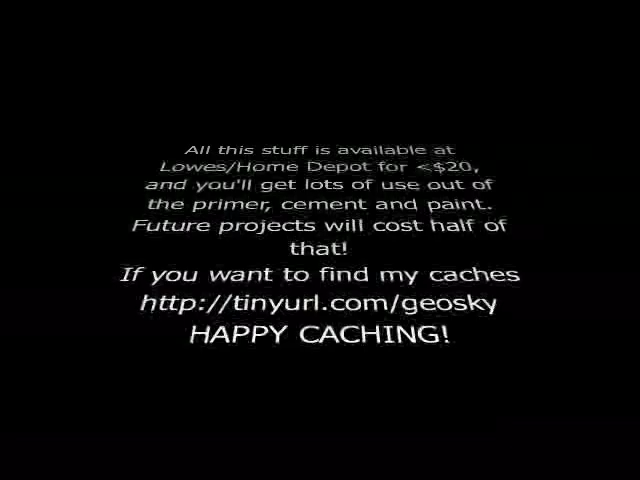 All this stuff is available at
Lowes/Home Depot for <$20,
and you'll get lots of use out of
the primer, cement and paint.
Future projects will cost half of
that!
If you want to find my caches
http://tinyurl.com/geosky
HAPPY CACHING!